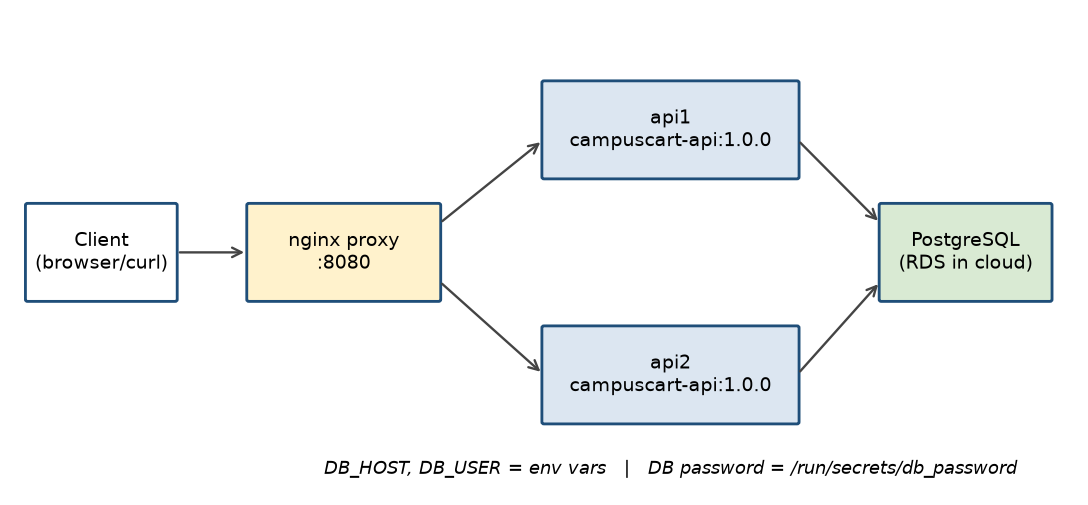 Client
(browser/curl)
nginx proxy
:8080
api1
campuscart-api:1.0.0
api2
campuscart-api:1.0.0
PostgreSQL
(RDS in cloud)
DB_HOST, DB_USER = env vars   |   DB password = /run/secrets/db_password